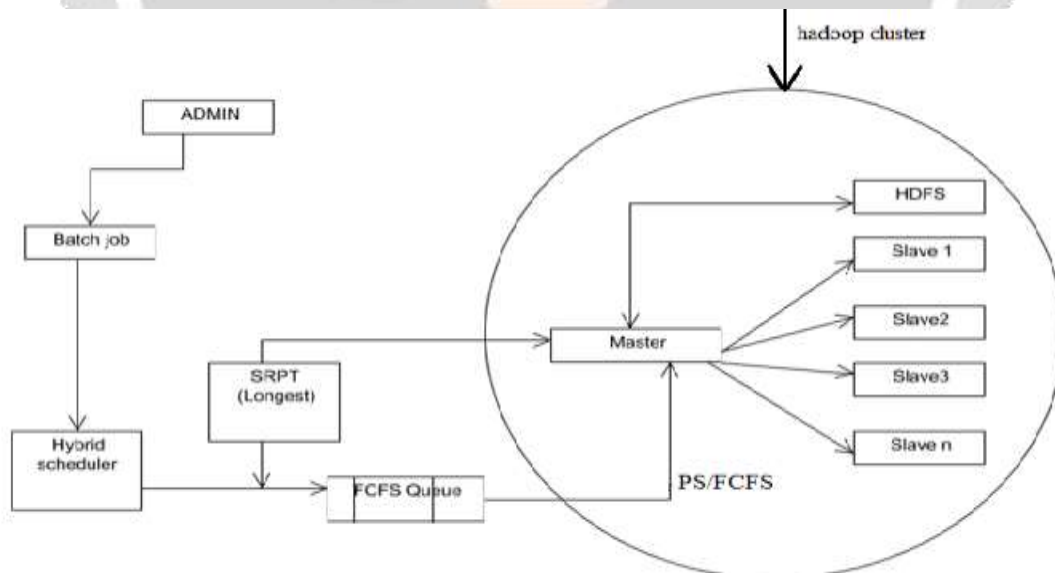 hadoop cluster
ADMIN
HDFS
Batch job
Slave 1
Slave2
Master
SRPT
(Longest)
Slave3
Hybrid
scheduler
Slave n
FCFS Queue
PS/FCFS